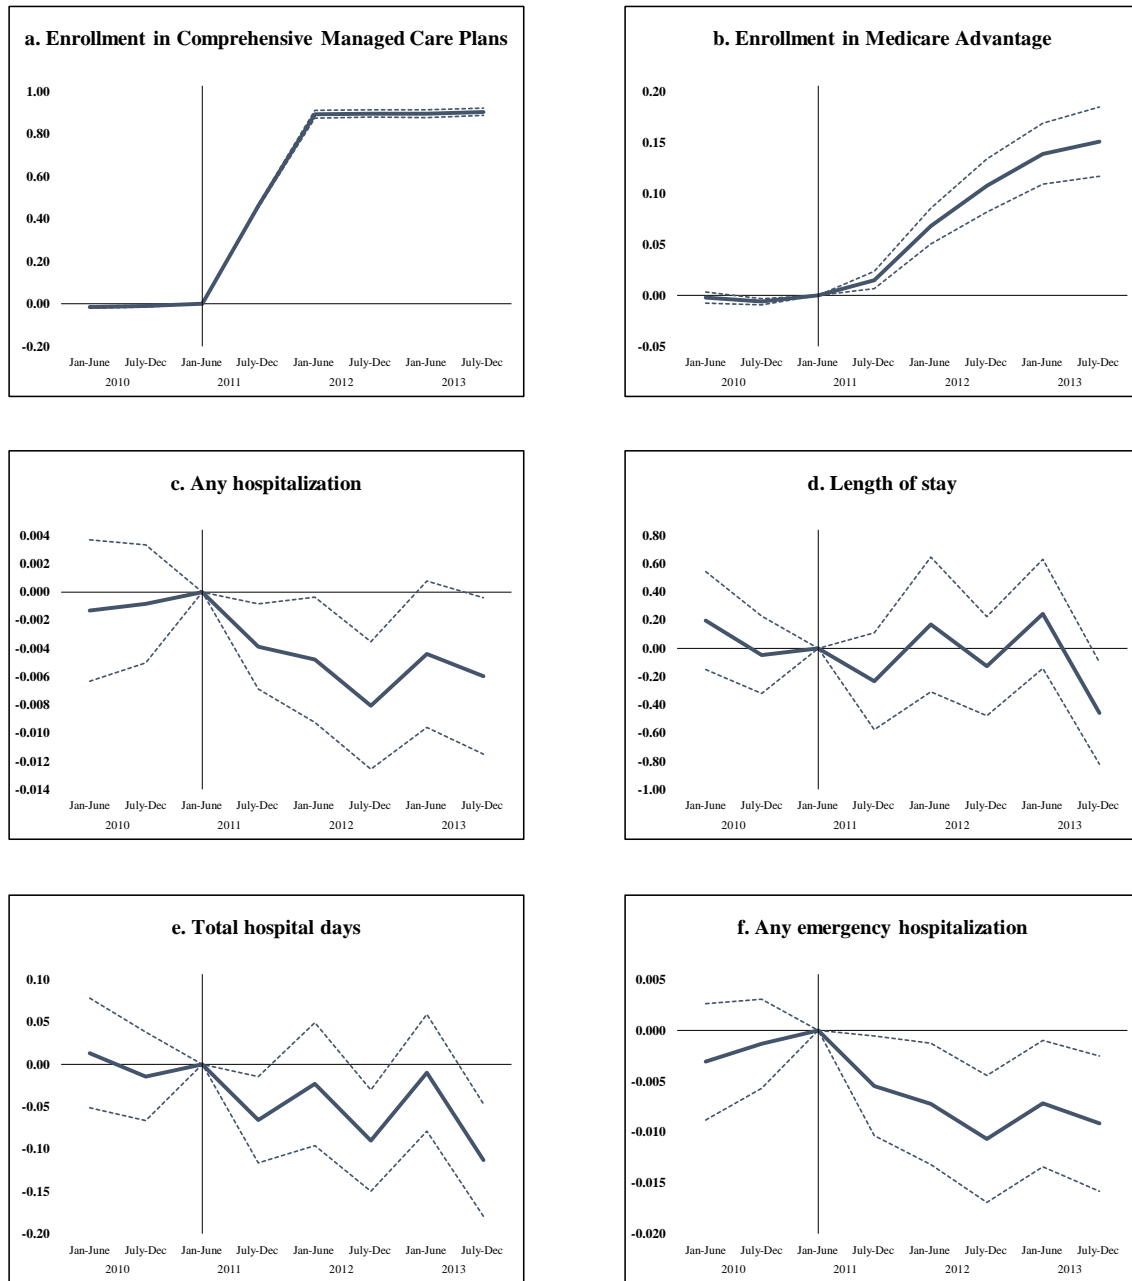 a. Enrollment in Comprehensive Managed Care Plans
1.00
0.80
0.60
0.40
0.20
0.00
-0.20
Jan-June July-Dec Jan-June July-Dec Jan-June July-Dec Jan-June July-Dec
2010 2011 2012 2013
b. Enrollment in Medicare Advantage
0.20
0.15
0.10
0.05
0.00
-0.05
Jan-June July-Dec Jan-June July-Dec Jan-June July-Dec Jan-June July-Dec
2010 2011 2012 2013
c. Any hospitalization
0.004
0.002
0.000
-0.002
-0.004
-0.006
-0.008
-0.010
-0.012
-0.014
Jan-June July-Dec Jan-June July-Dec Jan-June July-Dec Jan-June July-Dec
2010 2011 2012 2013
d. Length of stay
0.80
0.60
0.40
0.20
0.00
-0.20
-0.40
-0.60
-0.80
-1.00
Jan-June July-Dec Jan-June July-Dec Jan-June July-Dec Jan-June July-Dec
2010 2011 2012 2013
e. Total hospital days
0.10
0.05
0.00
-0.05
-0.10
-0.15
-0.20
Jan-June July-Dec Jan-June July-Dec Jan-June July-Dec Jan-June July-Dec
2010 2011 2012 2013
f. Any emergency hospitalization
0.005
0.000
-0.005
-0.010
-0.015
-0.020
Jan-June July-Dec Jan-June July-Dec Jan-June July-Dec Jan-June July-Dec
2010 2011 2012 2013